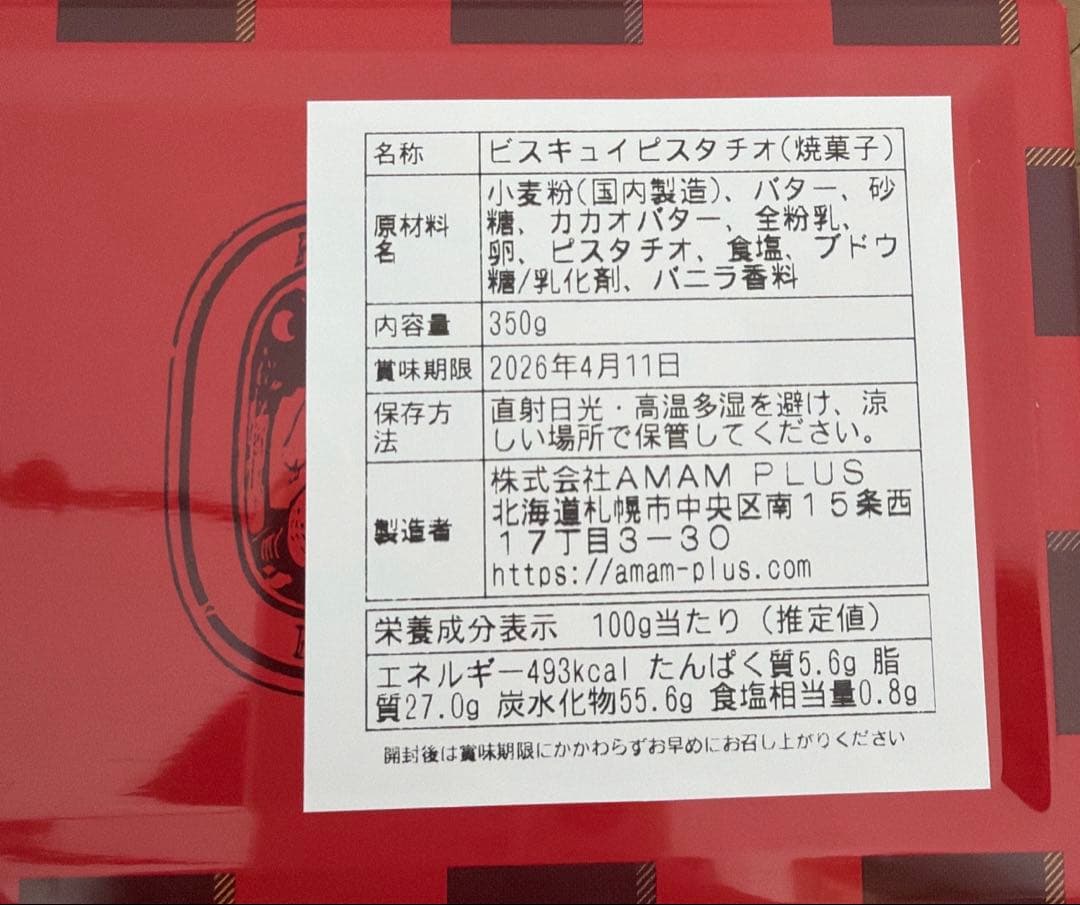 名称 ビスキュイピスタチオ(焼菓子)
原材料名 小麦粉(国内製造)、バター、砂
糖、カカオバター、全粉乳、
卵、ピスタチオ、食塩、ブドウ
糖/乳化剤、バニラ香料
内容量 350g
賞味期限 2026年4月11日
保存方法 直射日光・高温多湿を避け、涼
しい場所で保管してください。
製造者 株式会社AMAM PLUS
北海道札幌市中央区南15条西
17丁目3-30
https://amam-plus.com
栄養成分表示 100g当たり(推定値)
エネルギー493kcal たんぱく質5.6g 脂
質27.0g 炭水化物55.6g 食塩相当量0.8g
開封後は賞味期限にかかわらずお早めにお召し上がりください